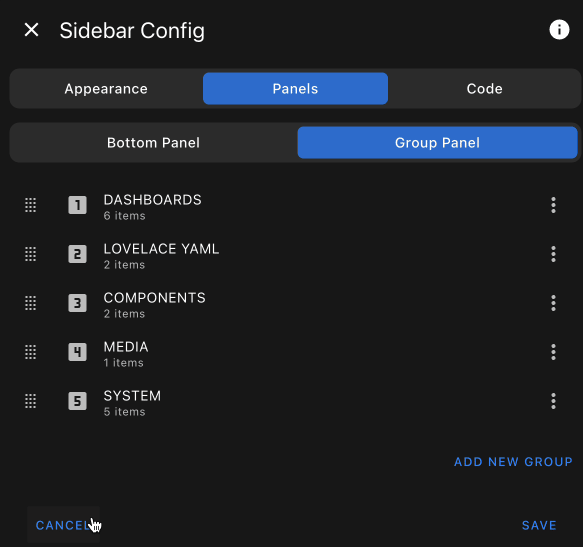 Sidebar Config
Appearance Panels Code
Bottom Panel Group Panel
1 DASHBOARDS
6 items
2 LOVELACE YAML
2 items
3 COMPONENTS
2 items
4 MEDIA
1 items
5 SYSTEM
5 items
ADD NEW GROUP
CANCEL SAVE